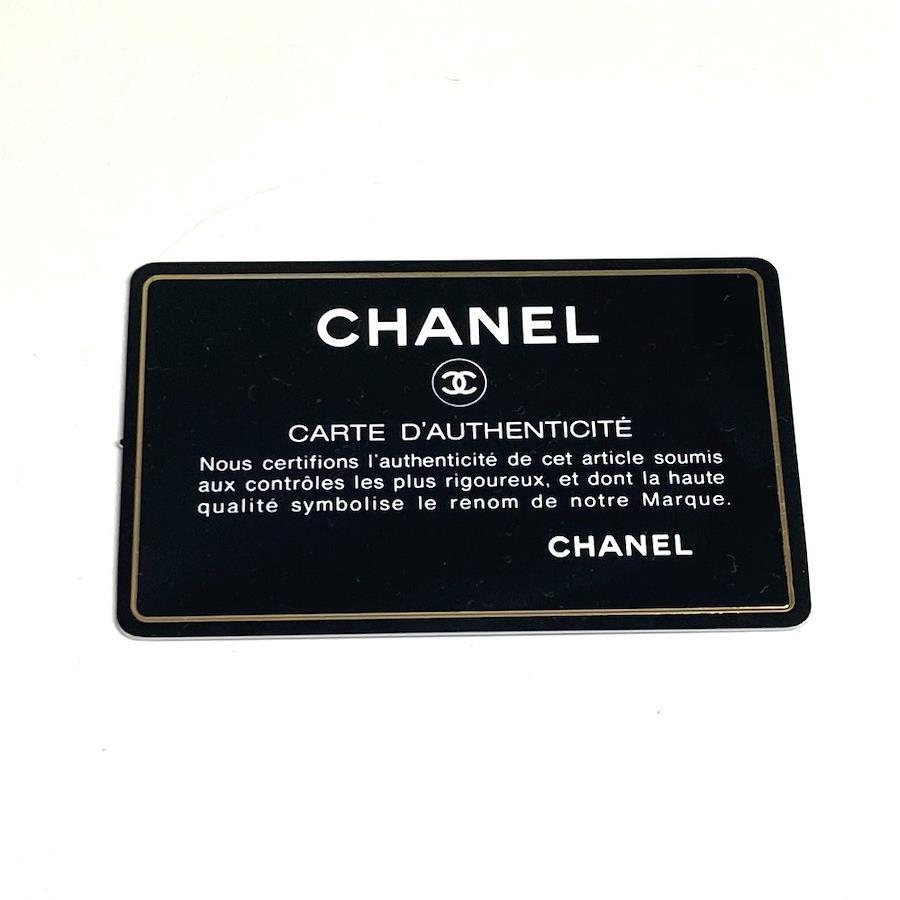 CHANEL
CARTE D'AUTHENTICITÉ
Nous certifions l'authenticité de cet article soumis
aux contrôles les plus rigoureux, et dont la haute
qualité symbolise le renom de notre Marque.
CHANEL